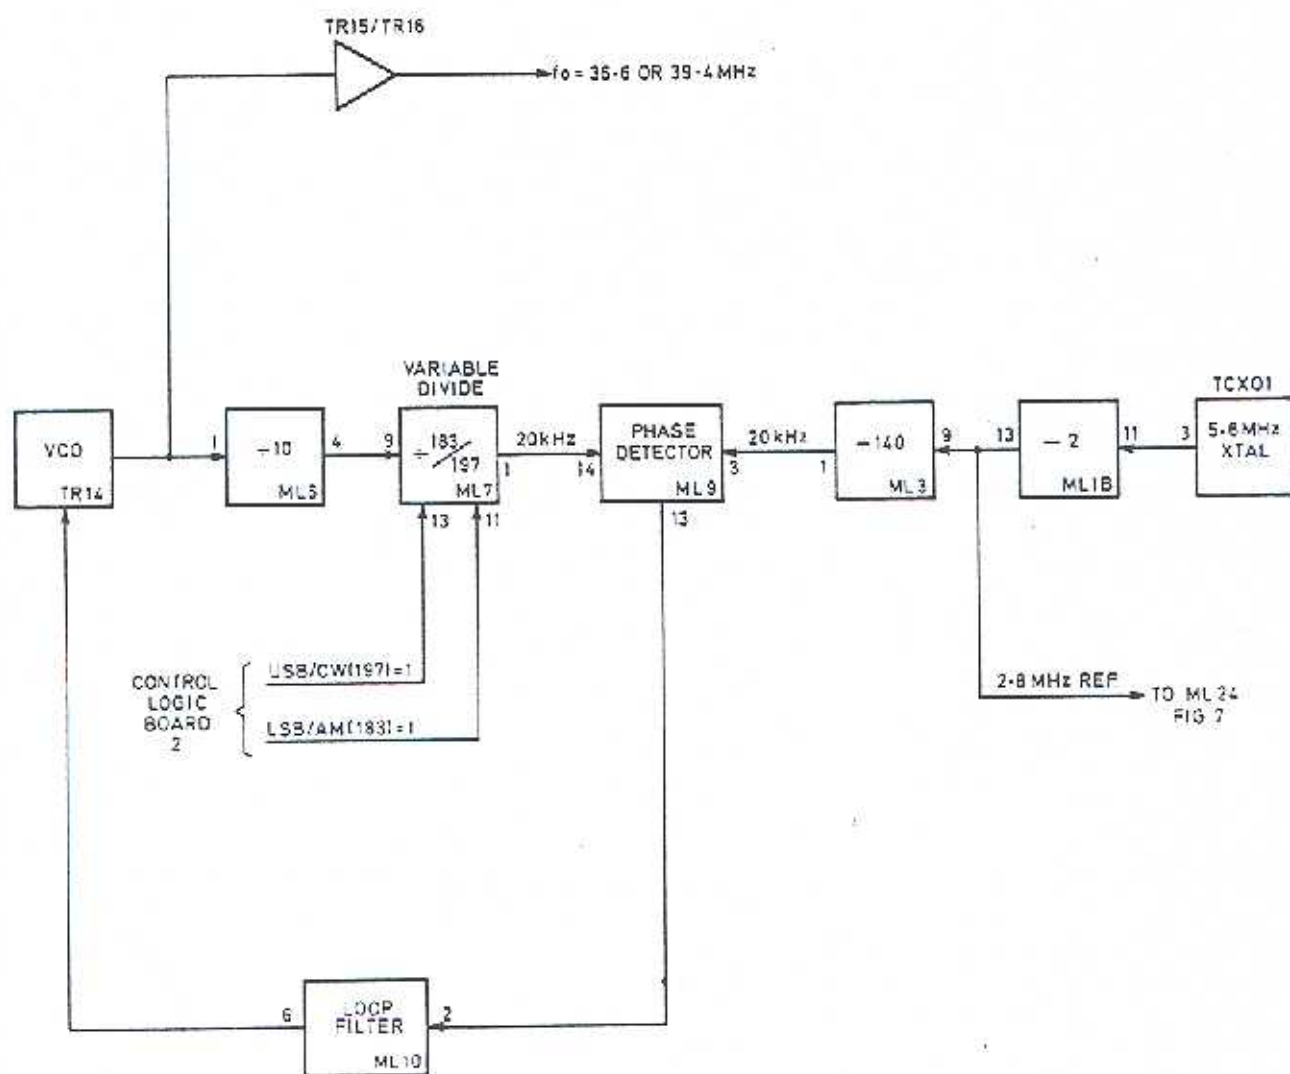 TR15/TR16
fo = 36·6 OR 39·4 MHz
VCO
TR14
1
÷10
ML6
4
9
VARIABLE
DIVIDE
÷ 183/197
ML7
1
13
11
20kHz
14
PHASE
DETECTOR
ML9
3
13
20kHz
1
−140
ML3
9
13
− 2
ML1B
11
3
TCXO1
5·6MHz
XTAL
CONTROL
LOGIC
BOARD
2
USB/CW(197)=1
LSB/AM(183)=1
2·8 MHz REF
TO ML24
FIG 7
6
LOOP
FILTER
ML10
2